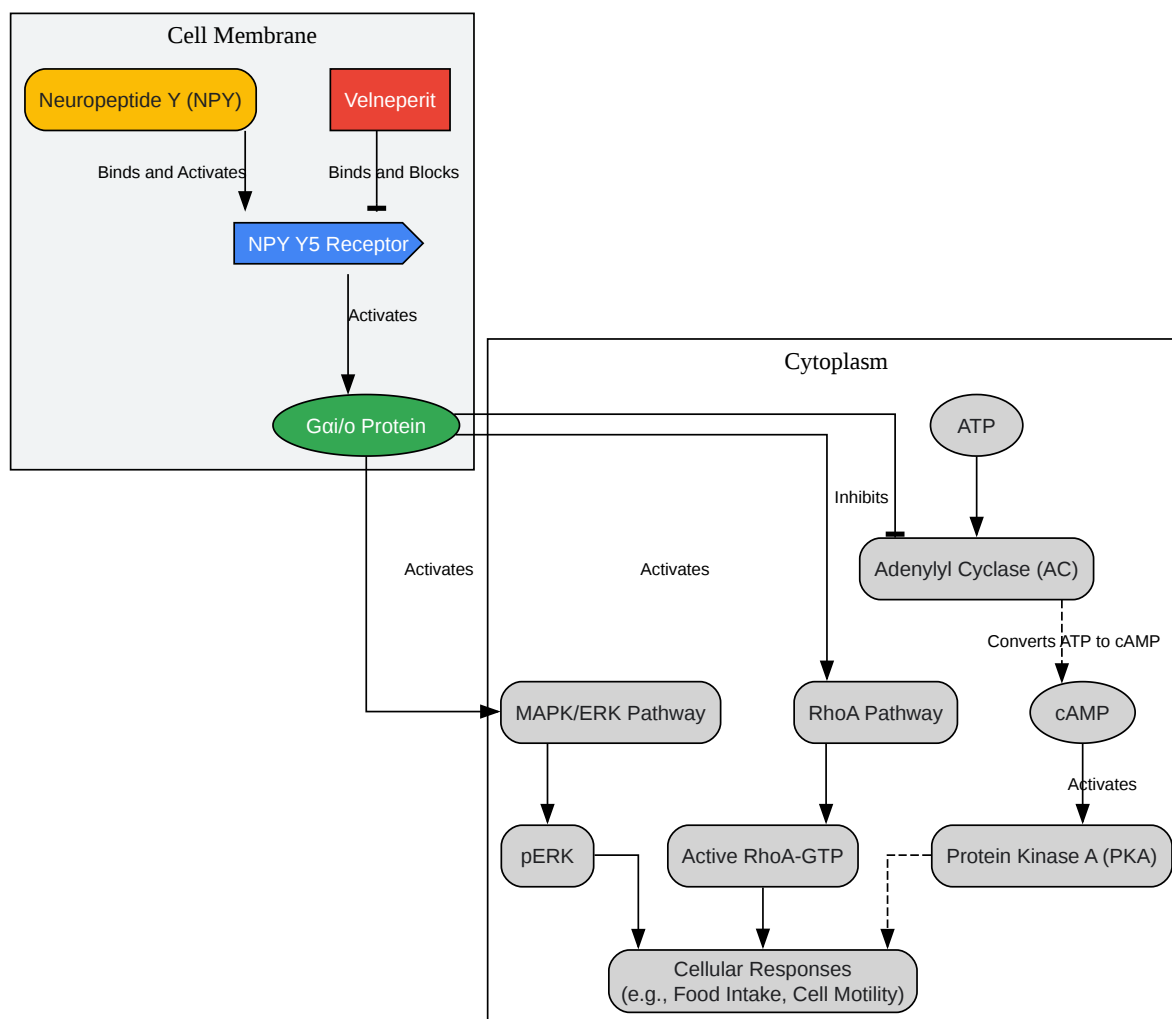 Cell Membrane
Neuropeptide Y (NPY)
Velneperit
Binds and Activates
Binds and Blocks
NPY Y5 Receptor
Activates
Cytoplasm
Gαi/o Protein
ATP
Inhibits
Adenylyl Cyclase (AC)
Activates
Activates
Converts ATP to cAMP
MAPK/ERK Pathway
RhoA Pathway
cAMP
Activates
pERK
Active RhoA-GTP
Protein Kinase A (PKA)
Cellular Responses
(e.g., Food Intake, Cell Motility)